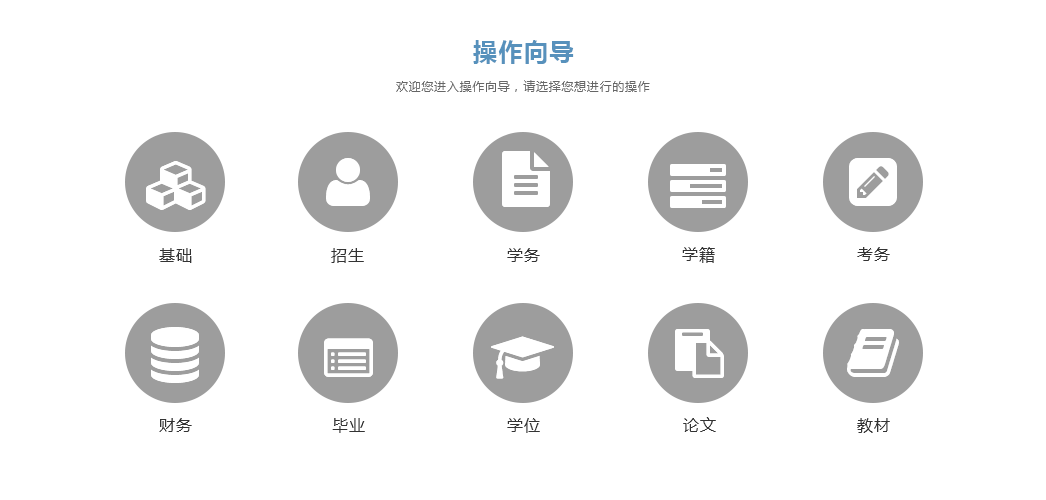 操作向导
欢迎您进入操作向导，请选择您想进行的操作
基础
招生
学务
学籍
考务
财务
毕业
学位
论文
教材